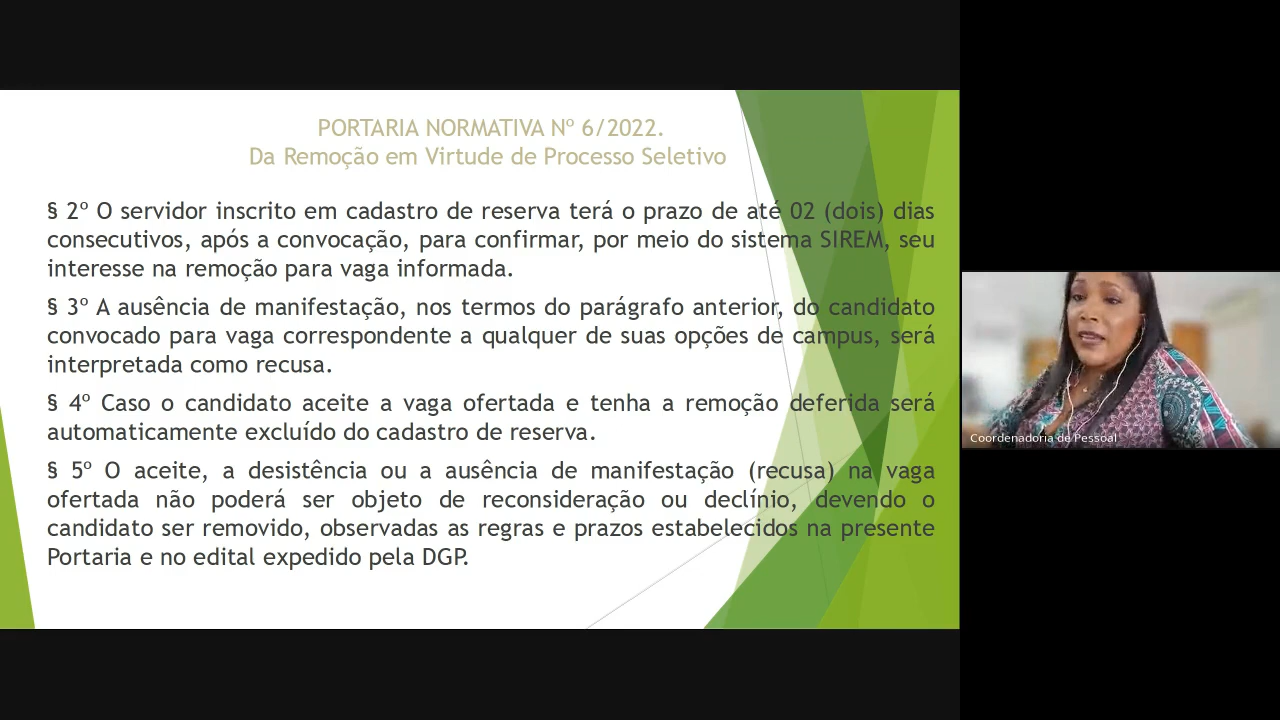 PORTARIA NORMATIVA Nº 6/2022.
Da Remoção em Virtude de Processo Seletivo
§ 2º O servidor inscrito em cadastro de reserva terá o prazo de até 02 (dois) dias
consecutivos, após a convocação, para confirmar, por meio do sistema SIREM, seu
interesse na remoção para vaga informada.
§ 3º A ausência de manifestação, nos termos do parágrafo anterior, do candidato
convocado para vaga correspondente a qualquer de suas opções de campus, será
interpretada como recusa.
§ 4º Caso o candidato aceite a vaga ofertada e tenha a remoção deferida será
automaticamente excluído do cadastro de reserva.
§ 5º O aceite, a desistência ou a ausência de manifestação (recusa) na vaga
ofertada não poderá ser objeto de reconsideração ou declínio, devendo o
candidato ser removido, observadas as regras e prazos estabelecidos na presente
Portaria e no edital expedido pela DGP.
Coordenadoria de Pessoal